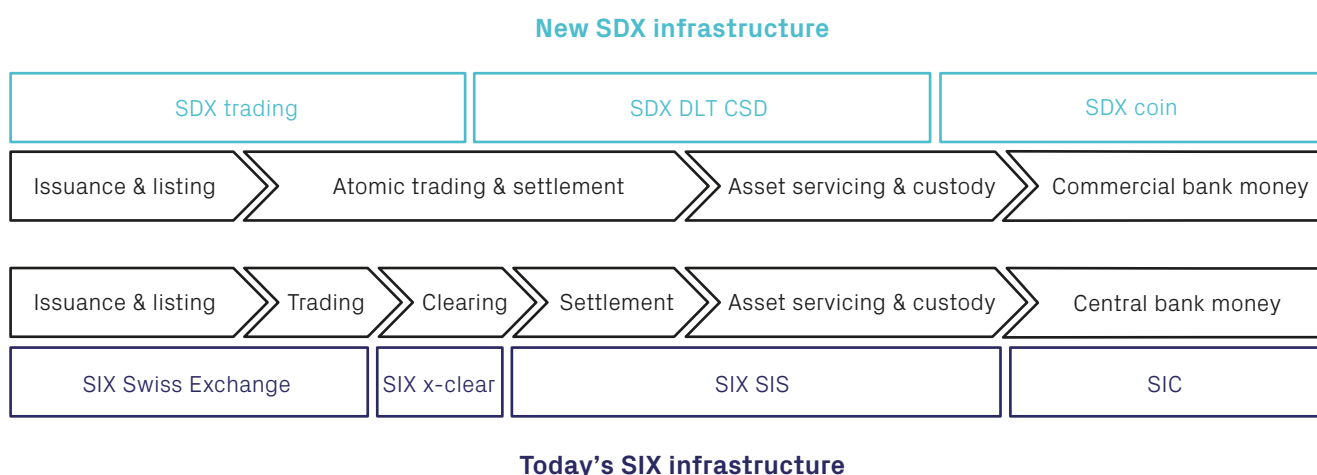 New SDX infrastructure
SDX trading SDX DLT CSD SDX coin
Issuance & listing Atomic trading & settlement Asset servicing & custody Commercial bank money
Issuance & listing Trading Clearing Settlement Asset servicing & custody Central bank money
SIX Swiss Exchange SIX x-clear SIX SIS SIC
Today's SIX infrastructure